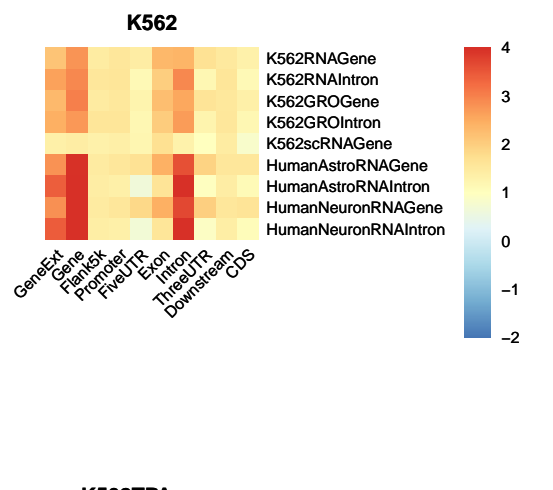 K562
K562RNAGene
K562RNAIntron
K562GROGene
K562GROIntron
K562scRNAGene
HumanAstroRNAGene
HumanAstroRNAIntron
HumanNeuronRNAGene
HumanNeuronRNAIntron
GeneExt
Gene
Flank5k
Promoter
FiveUTR
Exon
Intron
ThreeUTR
Downstream
CDS
4
3
2
1
0
−1
−2